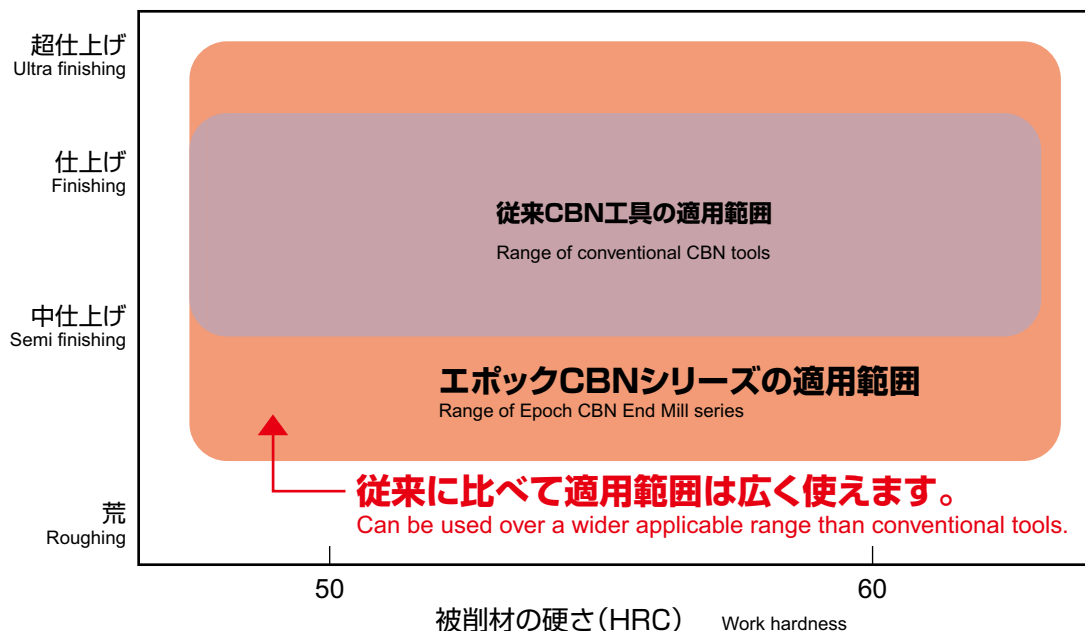 超仕上げ
Ultra finishing
仕上げ
Finishing
従来CBN工具の適用範囲
Range of conventional CBN tools
中仕上げ
Semi finishing
エポックCBNシリーズの適用範囲
Range of Epoch CBN End Mill series
従来に比べて適用範囲は広く使えます。
Can be used over a wider applicable range than conventional tools.
荒
Roughing
50 60
被削材の硬さ(HRC) Work hardness